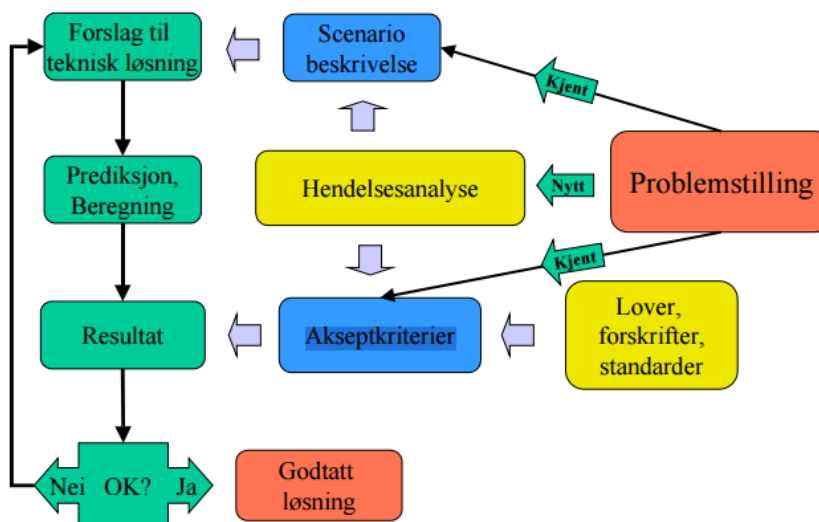 Forslag til
teknisk løsning
Scenario
beskrivelse
Kjent
Prediksjon,
Beregning
Hendelsesanalyse
Nytt
Problemstilling
Kjent
Resultat
Akseptkriterier
Lover,
forskrifter,
standarder
Nei OK? Ja
Godtatt
løsning